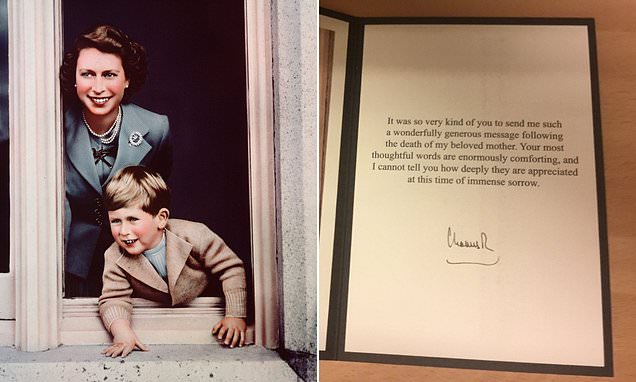 It was so very kind of you to send me such
a wonderfully generous message following
the death of my beloved mother. Your most
thoughtful words are enormously comforting, and
I cannot tell you how deeply they are appreciated
at this time of immense sorrow.
Charles R